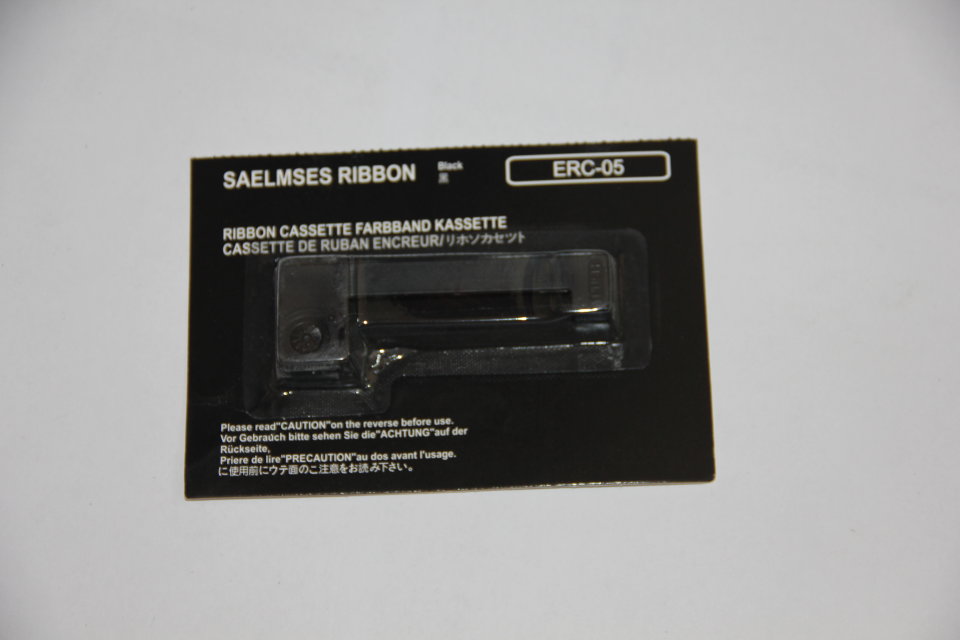 SAELMSES RIBBON
Black
黒
ERC-05
RIBBON CASSETTE FARBBAND KASSETTE
CASSETTE DE RUBAN ENCREUR/リホソカセツト
Please read"CAUTION"on the reverse before use.
Vor Gebraúch bitte sehen Sie die"ACHTUNG"auf der
Rückseite,
Priere de lire"PRECAUTION"au dos avant I'usage.
に使用前にウテ面のこ注意をお読み下さい。